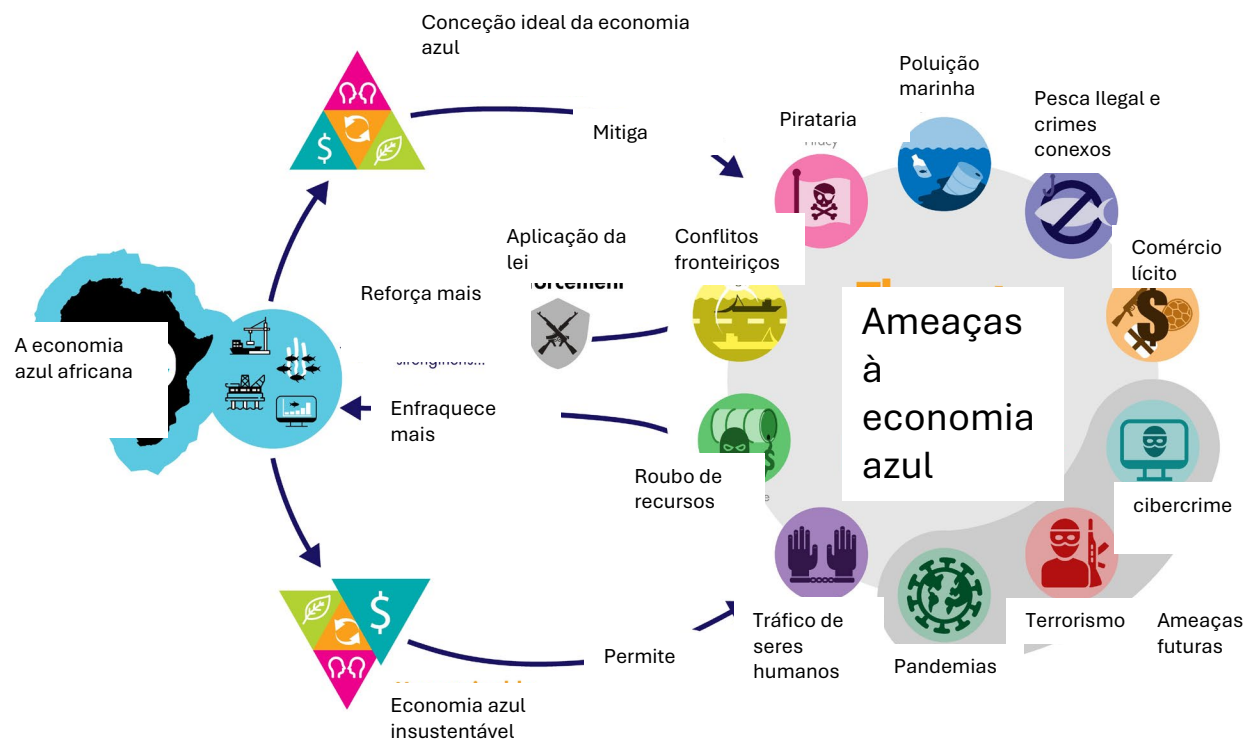 Conceção ideal da economia
azul
Mitiga
Pirataria
Poluição
marinha
Pesca Ilegal e
crimes
conexos
Comércio
lícito
Aplicação da
lei
Conflitos
fronteiriços
Reforça mais
A economia
azul africana
Enfraquece
mais
Ameaças
à
economia
azul
Roubo de
recursos
cibercrime
Tráfico de
seres
humanos
Pandemias
Terrorismo
Ameaças
futuras
Permite
Economia azul
insustentável
$
$
$